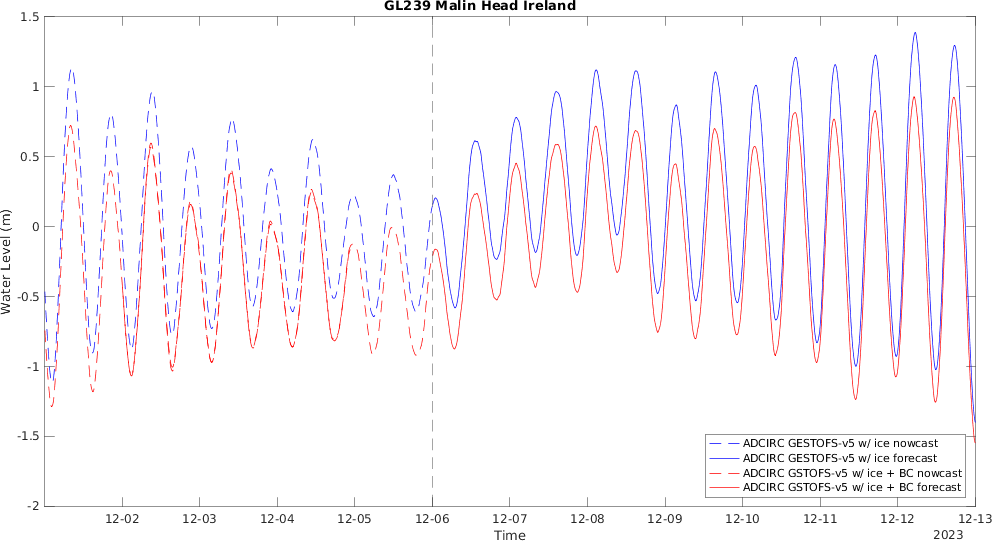 GL239 Malin Head Ireland
1.5
1
0.5
0
-0.5
-1
-1.5
-2
Water Level (m)
ADCIRC GESTOFS-v5 w/ ice nowcast
ADCIRC GESTOFS-v5 w/ ice forecast
ADCIRC GSTOFS-v5 w/ ice + BC nowcast
ADCIRC GSTOFS-v5 w/ ice + BC forecast
12-02 12-03 12-04 12-05 12-06 12-07 12-08 12-09 12-10 12-11 12-12 12-13
Time
2023